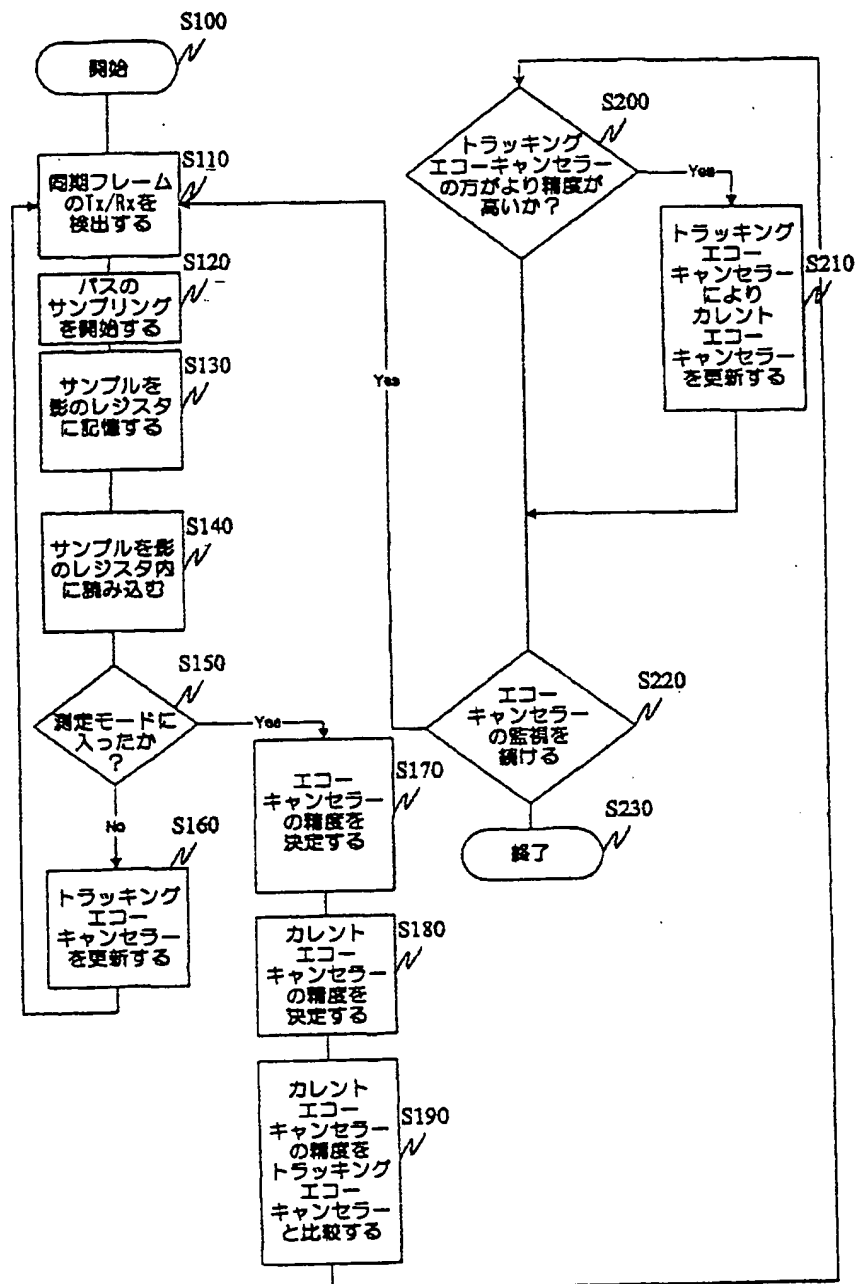 S100
開始
S110
同期フレーム
のTx/Rxを
検出する
S120
パスの
サンプリング
を開始する
S130
サンプルを
影のレジスタ
に記憶する
S140
サンプルを影
のレジスタ内
に読み込む
S150
測定モードに
入ったか
？
Yes
No
S160
トラッキング
エコー
キャンセラー
を更新する
S170
エコー
キャンセラー
の精度を
決定する
S180
カレント
エコー
キャンセラー
の精度を
決定する
S190
カレント
エコー
キャンセラー
の精度を
トラッキング
エコー
キャンセラー
と比較する
S200
トラッキング
エコーキャンセラー
の方がより精度が
高いか？
Yes
S210
トラッキング
エコー
キャンセラー
により
カレント
エコー
キャンセラー
を更新する
Yes
S220
エコー
キャンセラー
の監視を
続ける
S230
終了